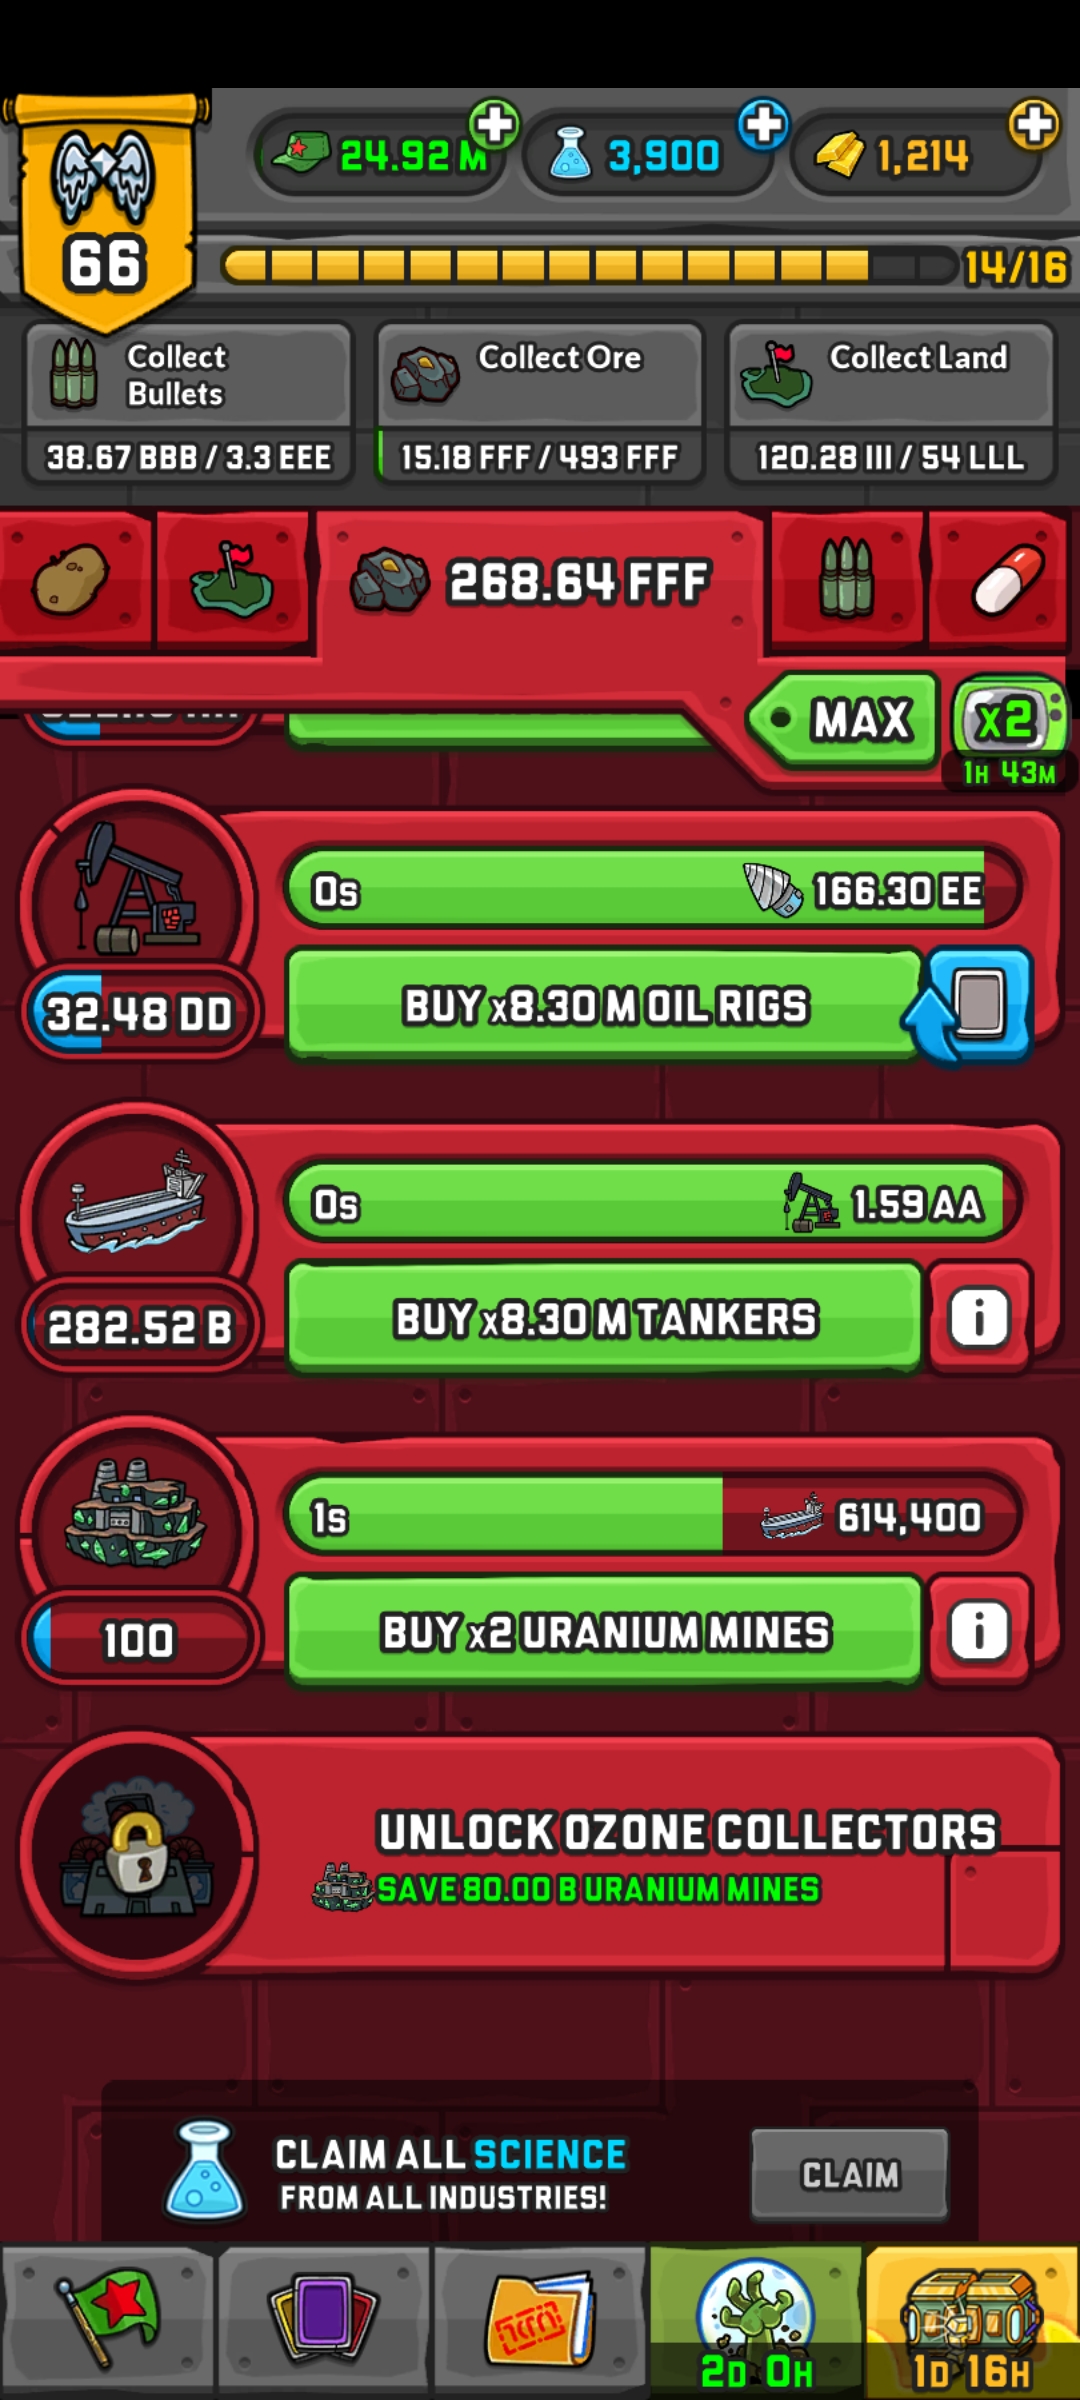 24.92 M
3,900
1,214
66
14/16
Collect
Bullets
Collect Ore
Collect Land
38.67 BBB / 3.3 EEE
15.18 FFF / 493 FFF
120.28 III / 54 LLL
268.64 FFF
MAX
x2
1H 43M
0s
166.30 EE
32.48 DD
BUY x8.30 M OIL RIGS
0s
1.59 AA
282.52 B
BUY x8.30 M TANKERS
i
1s
614,400
100
BUY x2 URANIUM MINES
i
UNLOCK OZONE COLLECTORS
SAVE 80.00 B URANIUM MINES
CLAIM ALL SCIENCE
FROM ALL INDUSTRIES!
CLAIM
2D 0H
1D 16H